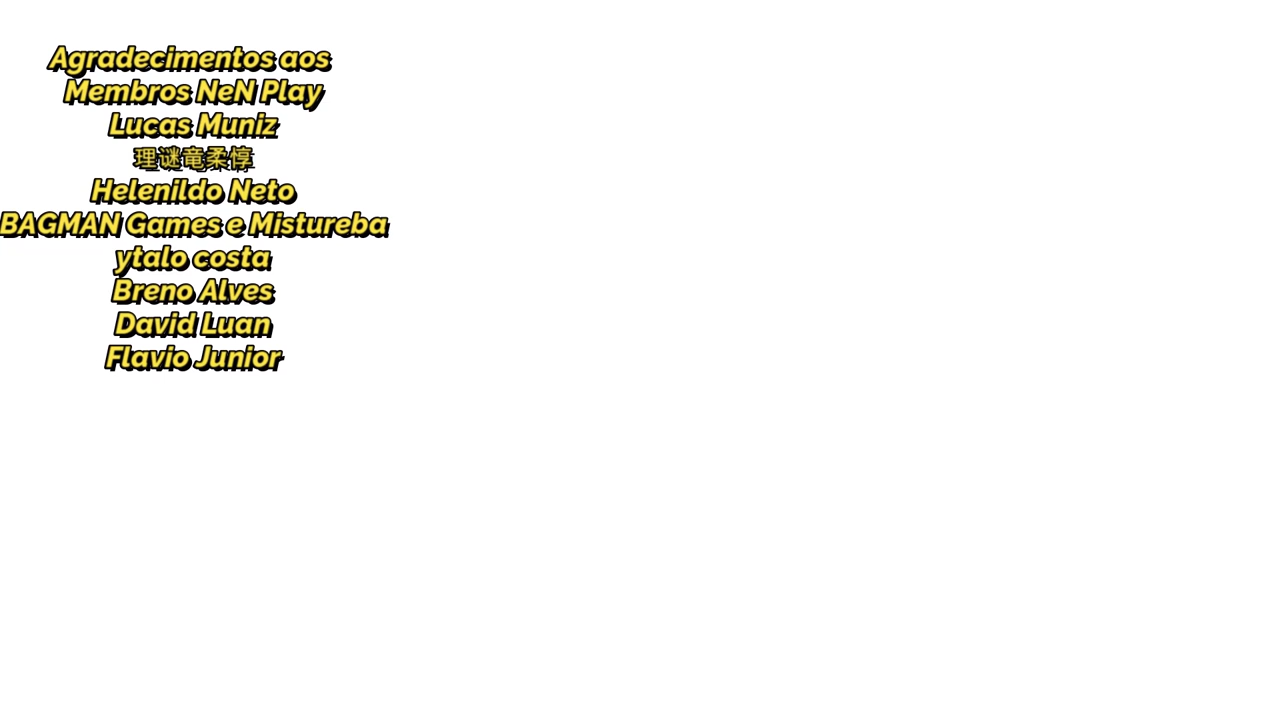 Agradecimentos aos
Membros NeN Play
Lucas Muniz
理谜竜柔惇
Helenildo Neto
BAGMAN Games e Mistureba
ytalo costa
Breno Alves
David Luan
Flavio Junior